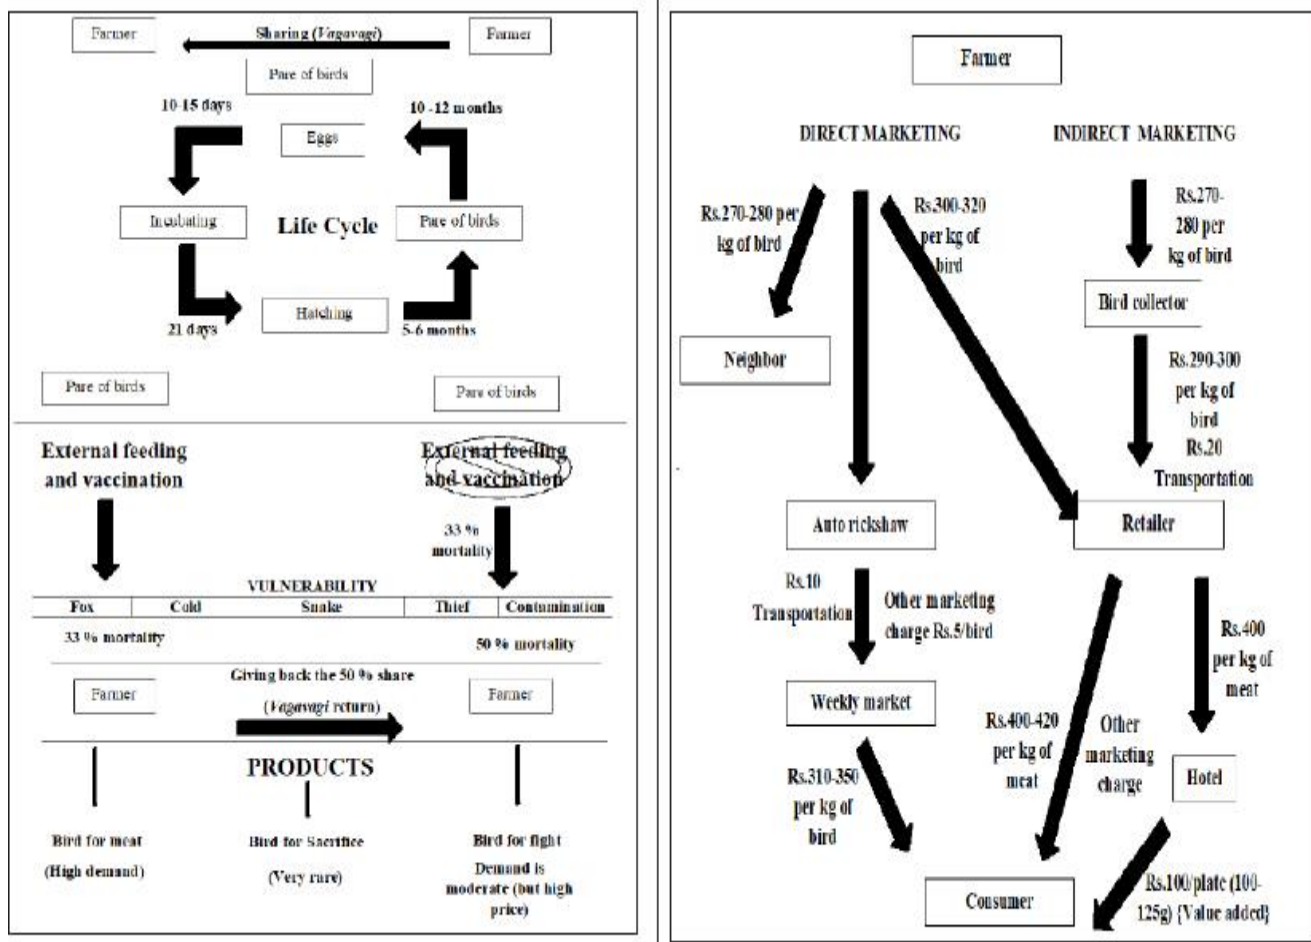 Farmer
Sharing (Vagavagi)
Farmer
Pare of birds
10-15 days
10 -12 months
Eggs
Incubating
Life Cycle
Pare of birds
Hatching
21 days
5-6 months
Pare of birds
Pare of birds
External feeding
and vaccination
External feeding
and vaccination
33 %
mortality
VULNERABILITY
Fox Cold Snake Thief Contamination
33 % mortality
50 % mortality
Giving back the 50 % share
(Vagavagi return)
Farmer
Farmer
PRODUCTS
Bird for meat
(High demand)
Bird for Sacrifice
(Very rare)
Bird for fight
Demand is
moderate (but high
price)
Farmer
DIRECT MARKETING
INDIRECT MARKETING
Rs.270-280 per
kg of bird
Rs.300-320
per kg of
bird
Rs.270-
280 per
kg of bird
Bird collector
Neighbor
Rs.290-300
per kg of
bird
Rs.20
Transportation
Auto rickshaw
Retailer
Rs.10
Transportation
Other marketing
charge Rs.5/bird
Rs.400
per kg of
meat
Weekly market
Rs.400-420
per kg of
meat
Other
marketing
charge
Hotel
Rs.310-350
per kg of
bird
Consumer
Rs.100/plate (100-
125g) {Value added}